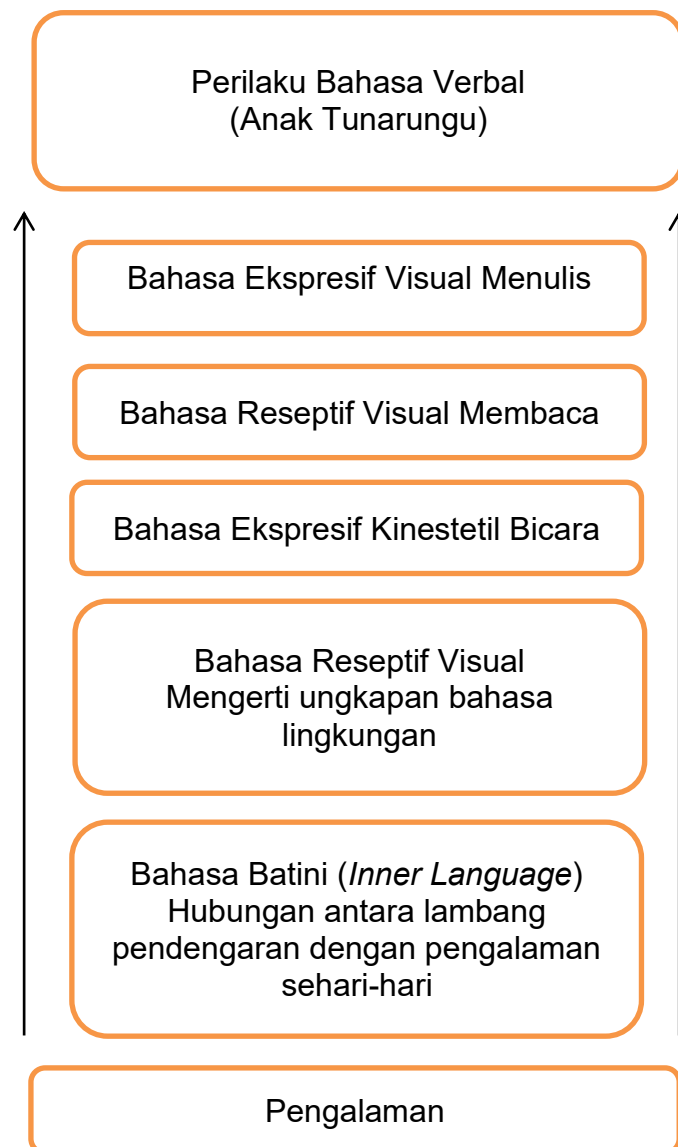 Perilaku Bahasa Verbal
(Anak Tunarungu)
Bahasa Ekspresif Visual Menulis
Bahasa Reseptif Visual Membaca
Bahasa Ekspresif Kinestetil Bicara
Bahasa Reseptif Visual
Mengerti ungkapan bahasa
lingkungan
Bahasa Batini (Inner Language)
Hubungan antara lambang
pendengaran dengan pengalaman
sehari-hari
Pengalaman